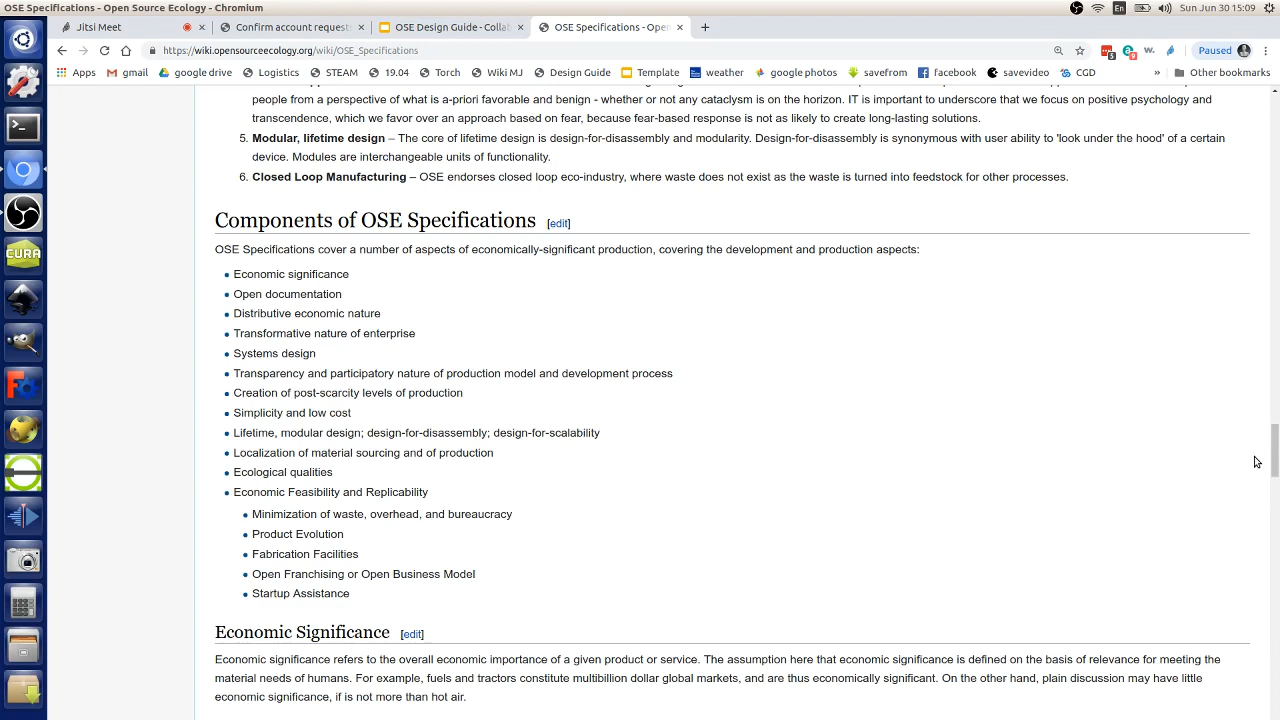 OSE Specifications - Open Source Ecology - Chromium
En
Sun Jun 30 15:09
Jitsi Meet
Confirm account request
OSE Design Guide - Collab
OSE Specifications - Open
https://wiki.opensourceecology.org/wiki/OSE_Specifications
5
9
w.
Paused
Apps
gmail
google drive
Logistics
STEAM
19.04
Torch
Wiki MJ
Design Guide
Template
weather
google photos
savefrom
facebook
savevideo
CGD
»
Other bookmarks
people from a perspective of what is a-priori favorable and benign - whether or not any cataclysm is on the horizon. IT is important to underscore that we focus on positive psychology and
transcendence, which we favor over an approach based on fear, because fear-based response is not as likely to create long-lasting solutions.
5. Modular, lifetime design – The core of lifetime design is design-for-disassembly and modularity. Design-for-disassembly is synonymous with user ability to 'look under the hood' of a certain
device. Modules are interchangeable units of functionality.
6. Closed Loop Manufacturing – OSE endorses closed loop eco-industry, where waste does not exist as the waste is turned into feedstock for other processes.
Components of OSE Specifications [edit]
OSE Specifications cover a number of aspects of economically-significant production, covering the development and production aspects:
Economic significance
Open documentation
Distributive economic nature
Transformative nature of enterprise
Systems design
Transparency and participatory nature of production model and development process
Creation of post-scarcity levels of production
Simplicity and low cost
Lifetime, modular design; design-for-disassembly; design-for-scalability
Localization of material sourcing and of production
Ecological qualities
Economic Feasibility and Replicability
Minimization of waste, overhead, and bureaucracy
Product Evolution
Fabrication Facilities
Open Franchising or Open Business Model
Startup Assistance
Economic Significance [edit]
Economic significance refers to the overall economic importance of a given product or service. The assumption here that economic significance is defined on the basis of relevance for meeting the
material needs of humans. For example, fuels and tractors constitute multibillion dollar global markets, and are thus economically significant. On the other hand, plain discussion may have little
economic significance, if is not more than hot air.
CURA